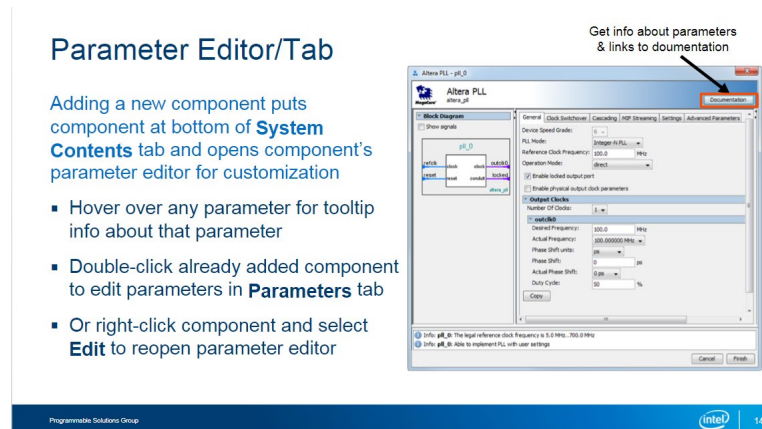 Get info about parameters
& links to doumentation
Parameter Editor/Tab
Adding a new component puts
component at bottom of System
Contents tab and opens component's
parameter editor for customization
▪ Hover over any parameter for tooltip
info about that parameter
▪ Double-click already added component
to edit parameters in Parameters tab
▪ Or right-click component and select
Edit to reopen parameter editor
Altera PLL - pll_0
Altera PLL
altera_pll
MegaCore
Documentation
Block Diagram
Show signals
pll_0
refclk
clock
clock
outclk0
reset
reset
conduit
locked
altera_pll
General Clock Switchover Cascading MIF Streaming Settings Advanced Parameters
Device Speed Grade: 6
PLL Mode: Integer-N PLL
Reference Clock Frequency: 100.0 MHz
Operation Mode: direct
Enable locked output port
Enable physical output clock parameters
Output Clocks
Number Of Clocks: 1
outclk0
Desired Frequency: 100.0 MHz
Actual Frequency: 100.000000 MHz
Phase Shift units: ps
Phase Shift: 0 ps
Actual Phase Shift: 0 ps
Duty Cycle: 50 %
Copy
Info: pll_0: The legal reference clock frequency is 5.0 MHz..700.0 MHz
Info: pll_0: Able to implement PLL with user settings
Cancel Finish
Programmable Solutions Group
intel